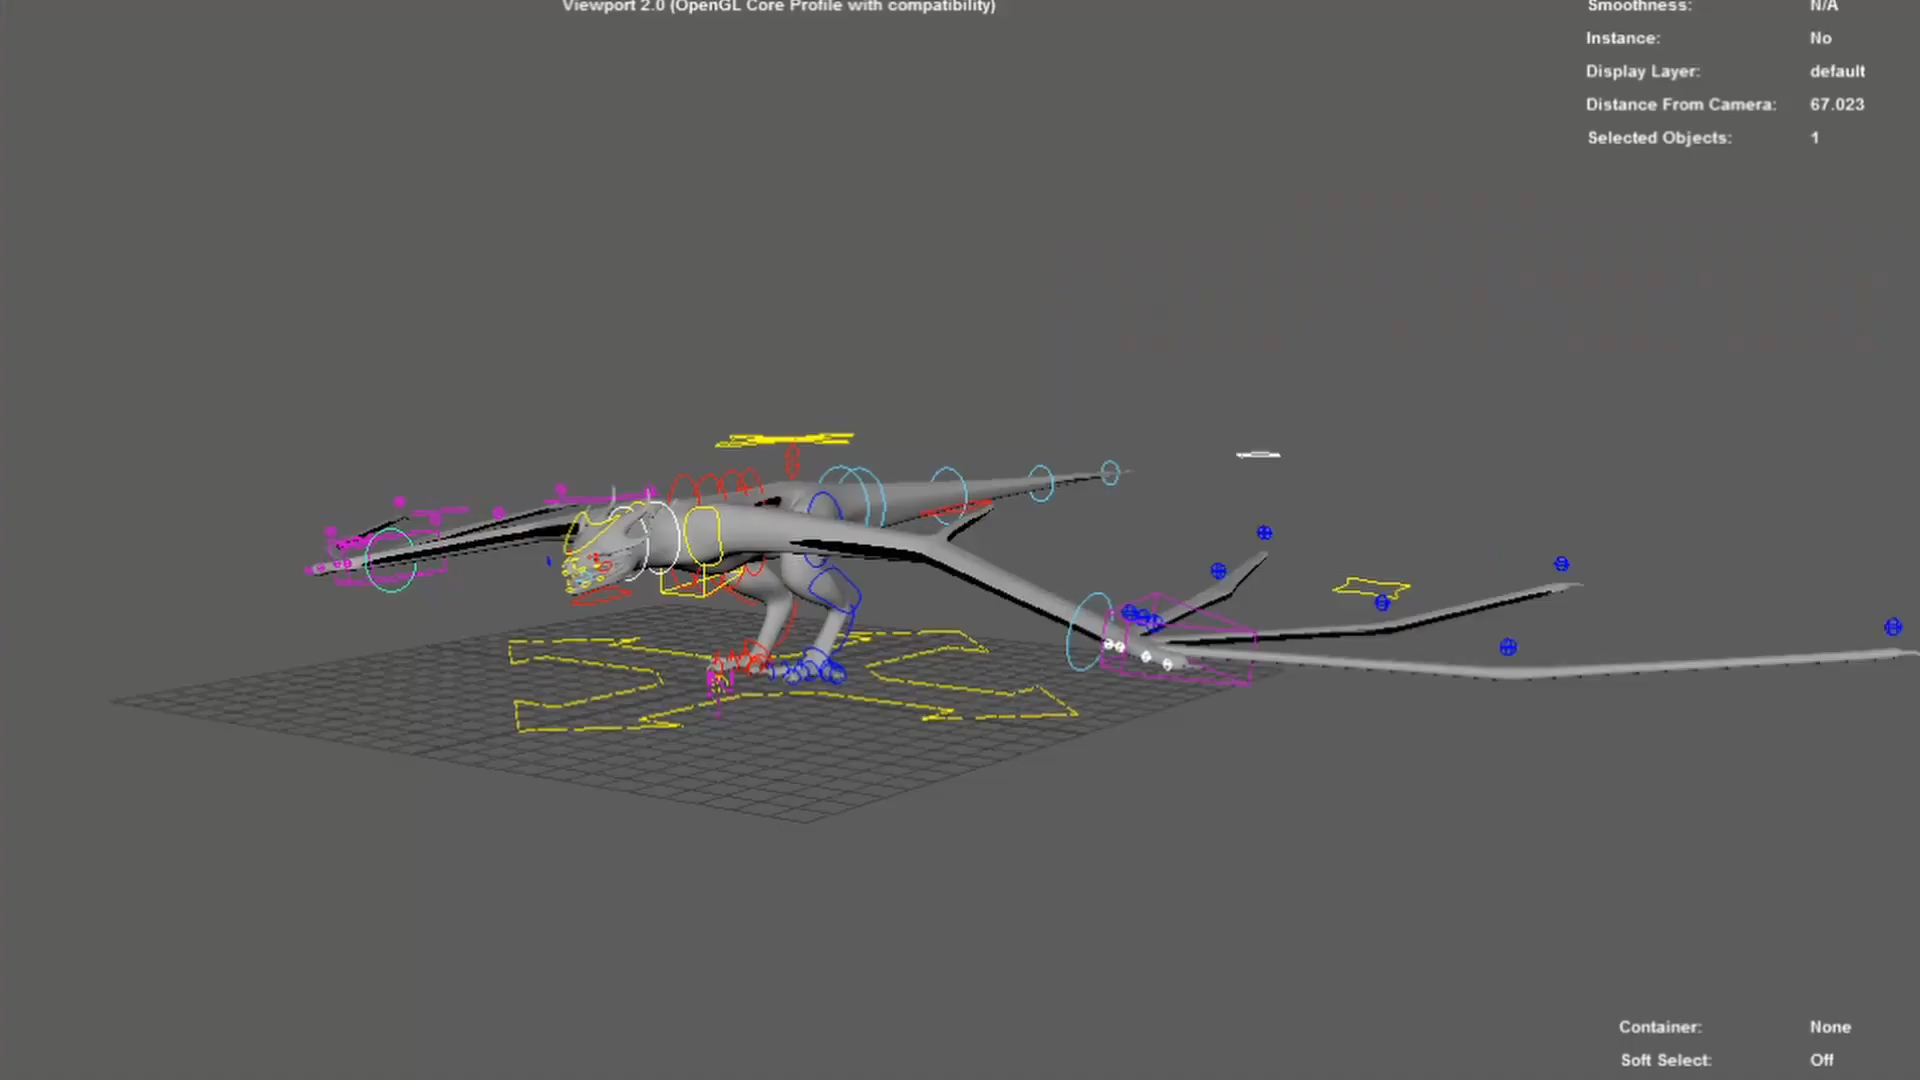 Viewport 2.0 (OpenGL Core Profile with compatibility)
Smoothness: N/A
Instance: No
Display Layer: default
Distance From Camera: 67.023
Selected Objects: 1
Container: None
Soft Select: Off